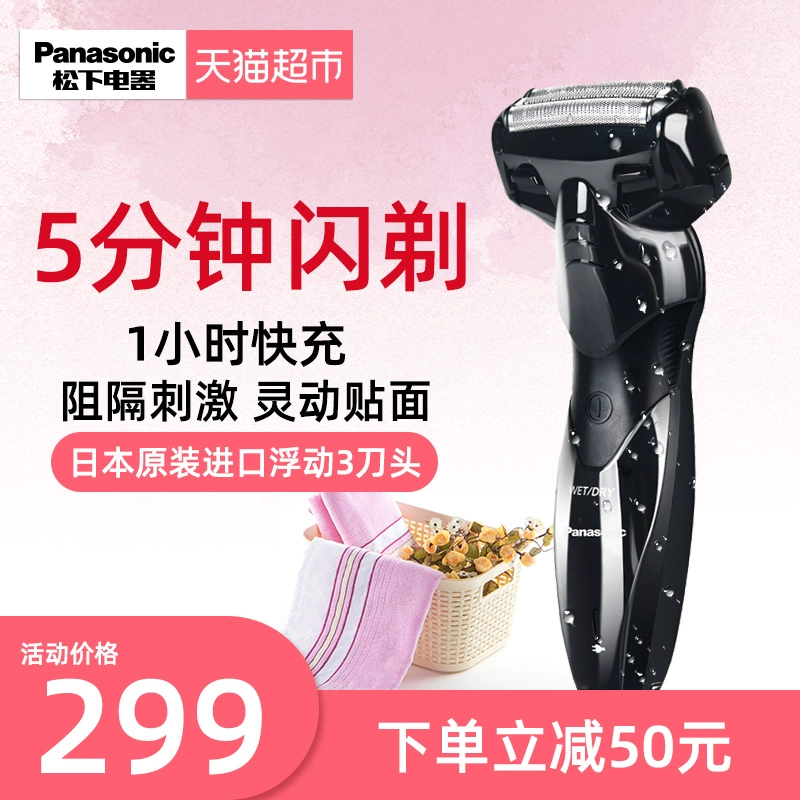 Panasonic
松下电器
天猫超市
5分钟闪剃
1小时快充
阻隔刺激 灵动贴面
日本原装进口浮动3刀头
WET/DRY
Panasonic
活动价格
299
下单立减50元